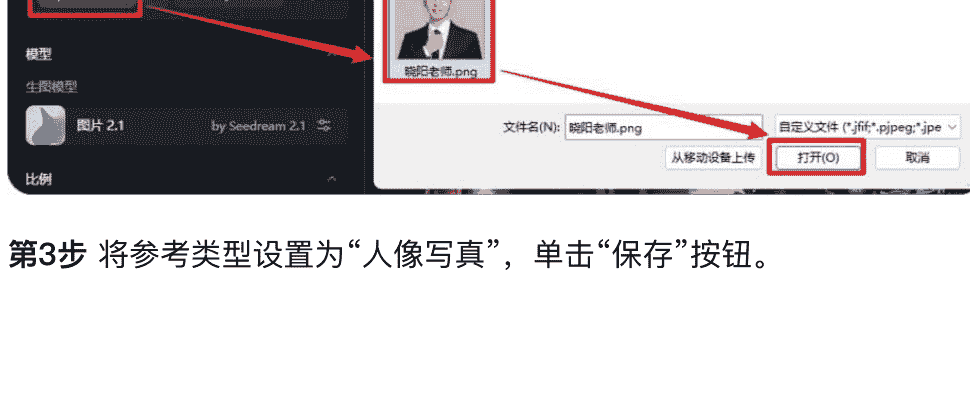 模型
晓阳老师.png
生图模型
图片 2.1 by Seedream 2.1
文件名(N): 晓阳老师.png 自定义文件 (*.jfif;*.pjpeg;*.jpe
从移动设备上传 打开(O) 取消
比例
第3步 将参考类型设置为“人像写真”，单击“保存”按钮。